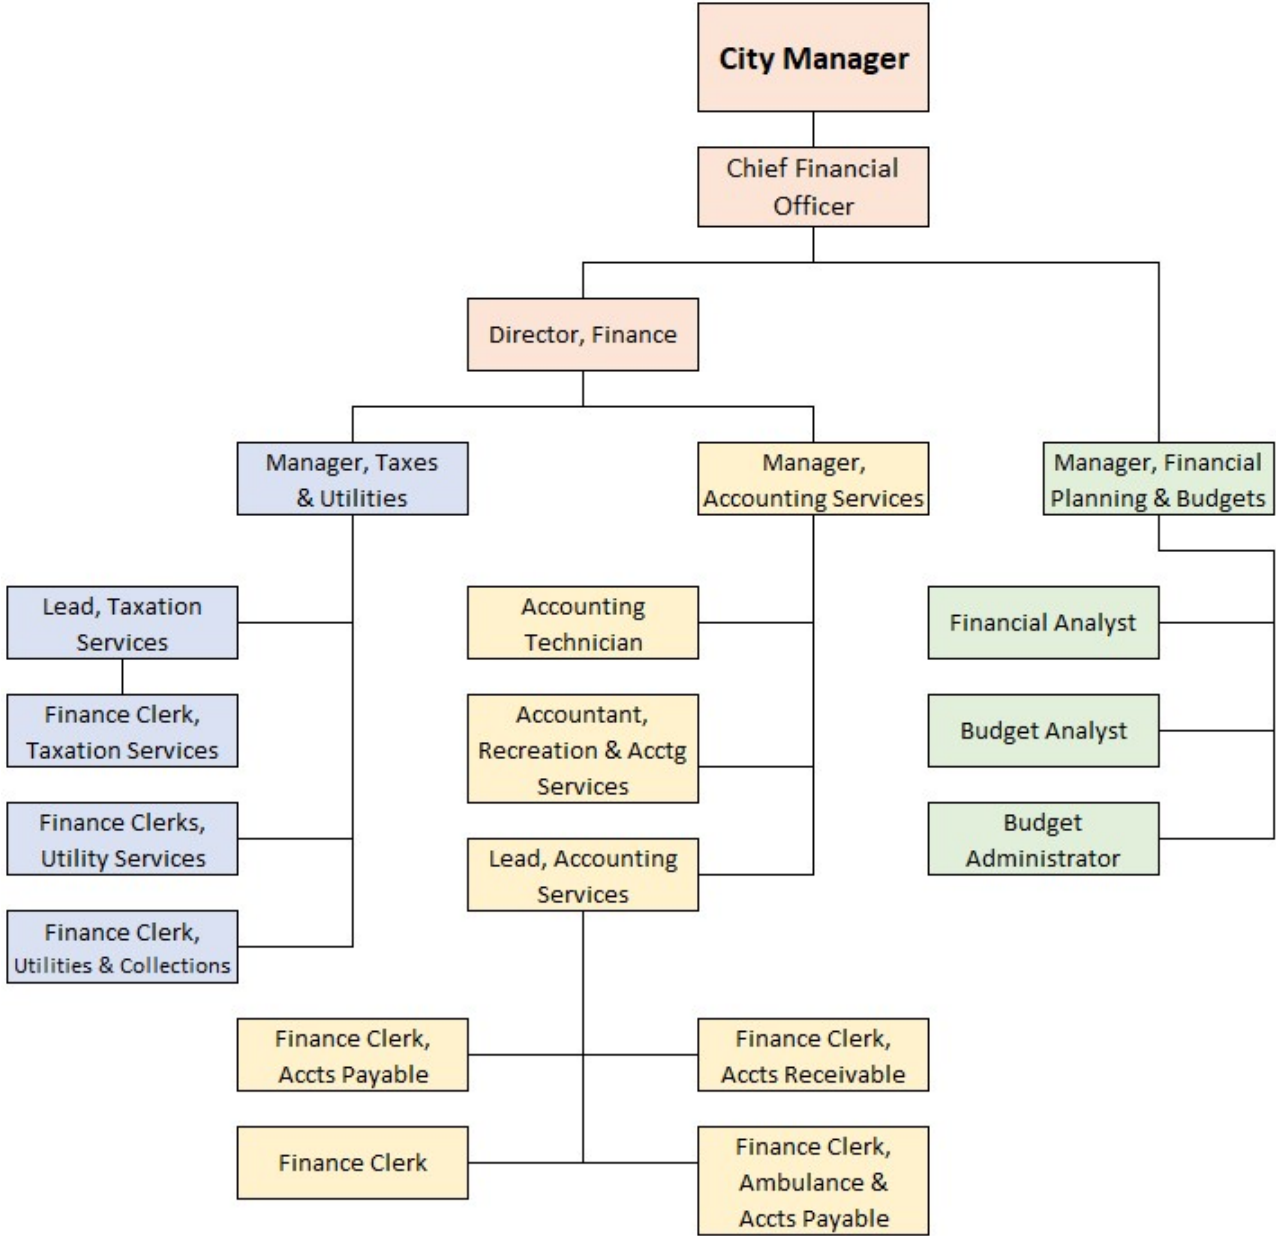 City Manager
Chief Financial
Officer
Director, Finance
Manager, Taxes
& Utilities
Manager,
Accounting Services
Manager, Financial
Planning & Budgets
Lead, Taxation
Services
Accounting
Technician
Financial Analyst
Finance Clerk,
Taxation Services
Accountant,
Recreation & Acctg
Services
Budget Analyst
Finance Clerks,
Utility Services
Lead, Accounting
Services
Budget
Administrator
Finance Clerk,
Utilities & Collections
Finance Clerk,
Accts Payable
Finance Clerk,
Accts Receivable
Finance Clerk
Finance Clerk,
Ambulance &
Accts Payable